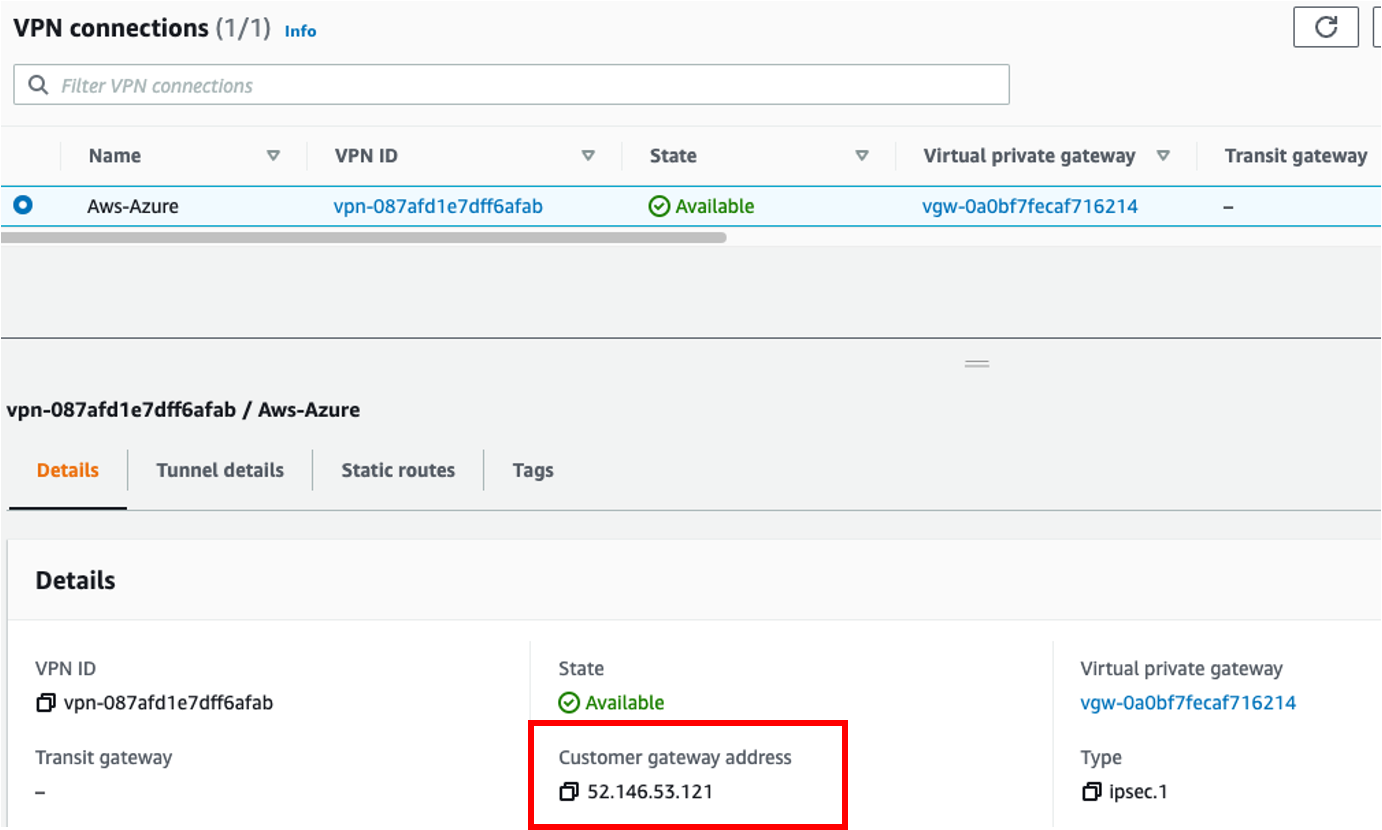 VPN connections (1/1) Info
Filter VPN connections
Name VPN ID State Virtual private gateway Transit gateway
Aws-Azure vpn-087afd1e7dff6afab Available vgw-0a0bf7fecaf716214 –
vpn-087afd1e7dff6afab / Aws-Azure
Details Tunnel details Static routes Tags
Details
VPN ID State Virtual private gateway
vpn-087afd1e7dff6afab Available vgw-0a0bf7fecaf716214
Transit gateway Customer gateway address Type
– 52.146.53.121 ipsec.1